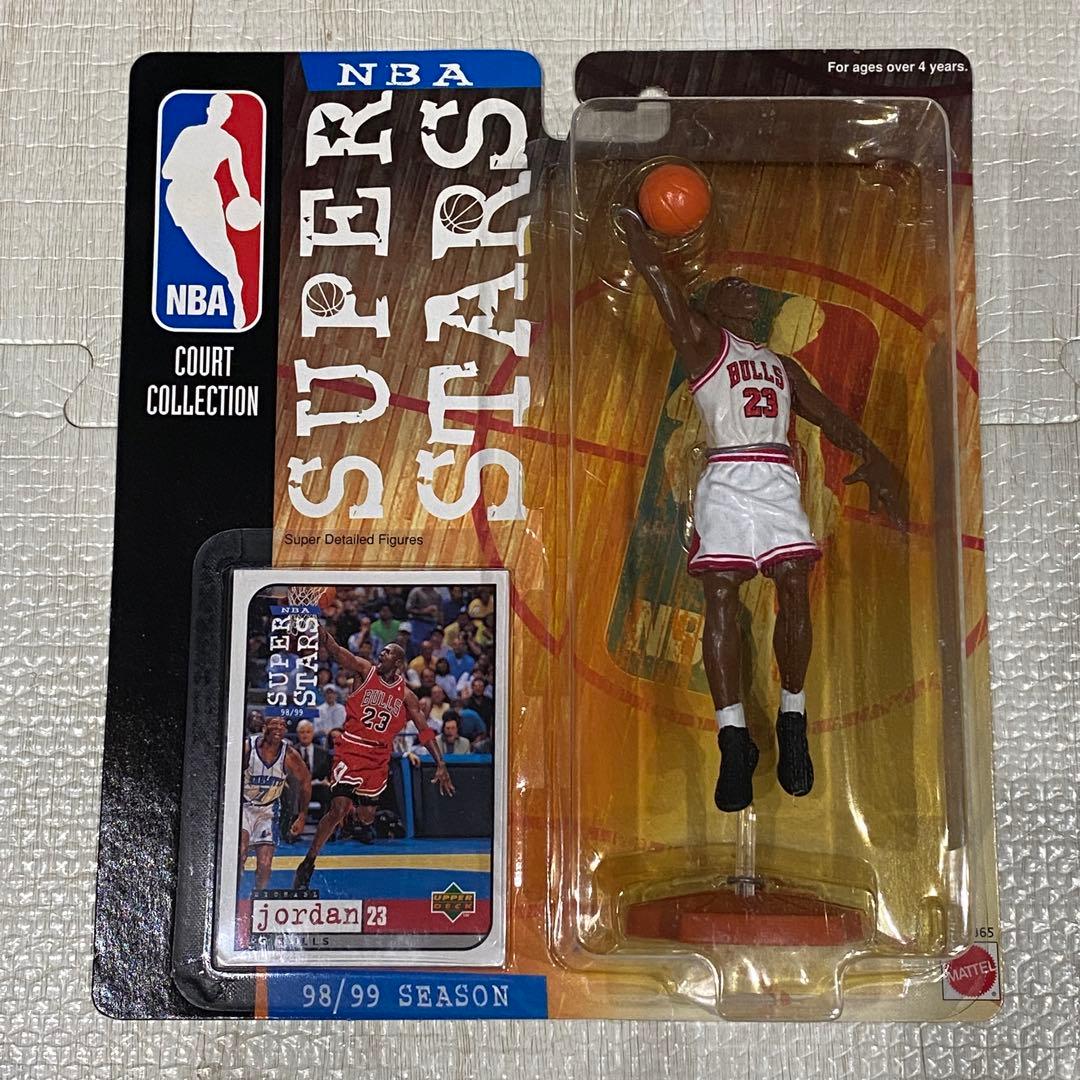 NBA
SUPER
STARS
For ages over 4 years.
NBA
COURT
COLLECTION
BULLS
23
Super Detailed Figures
NBA
SUPER
STARS
98/99
BULLS
23
MICHAEL
jordan 23
UPPER
DECK
BULLS
98/99 SEASON
MATTEL